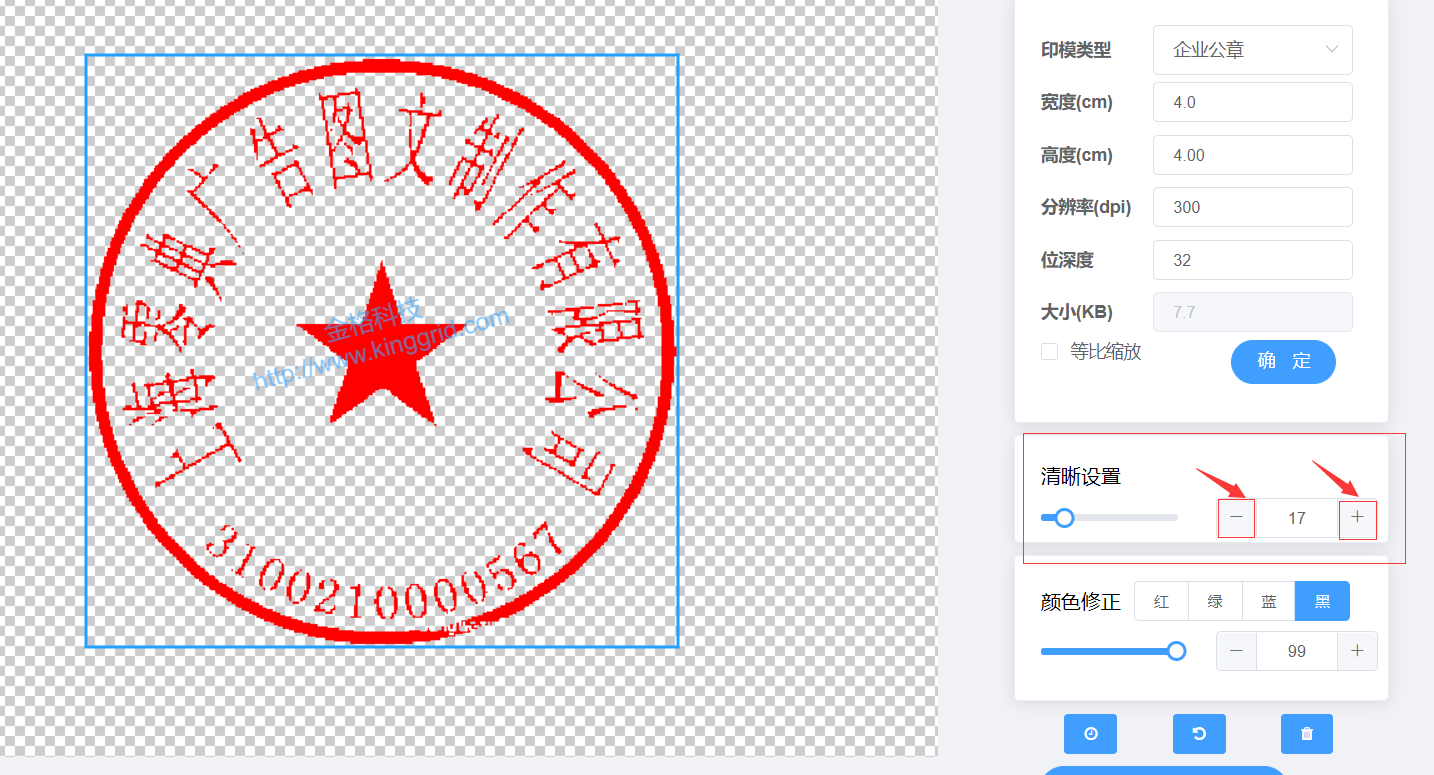 广告图文制作有限公司
金格科技
http://www.kinggrid.com
3100210000567
印模类型 企业公章
宽度(cm) 4.0
高度(cm) 4.00
分辨率(dpi) 300
位深度 32
大小(KB) 7.7
等比缩放 确 定
清晰设置
− 17 +
颜色修正 红 绿 蓝 黑
− 99 +